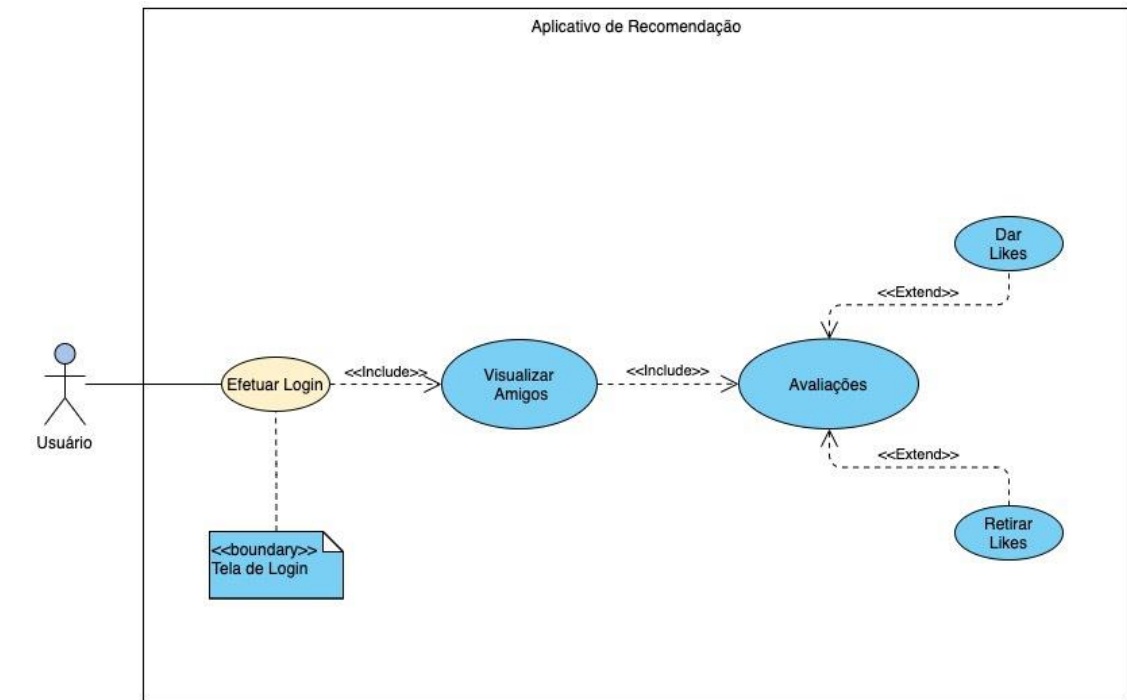 Aplicativo de Recomendação
Dar
Likes
<<Extend>>
Efetuar Login
<<Include>>
Visualizar
Amigos
<<Include>>
Avaliações
Usuário
<<Extend>>
Retirar
Likes
<<boundary>>
Tela de Login